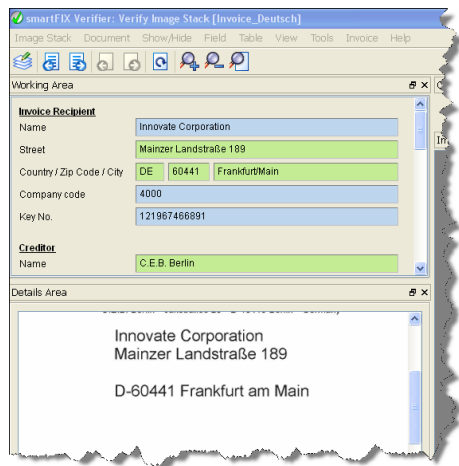 smartFIX Verifier: Verify Image Stack [Invoice_Deutsch]
Image Stack Document Show/Hide Field Table View Tools Invoice Help
Working Area
Invoice Recipient
Name Innovate Corporation
Street Mainzer Landstraße 189
Country / Zip Code / City DE 60441 Frankfurt/Main
Company code 4000
Key No. 121967466891
Creditor
Name C.E.B. Berlin
Details Area
Innovate Corporation
Mainzer Landstraße 189
D-60441 Frankfurt am Main